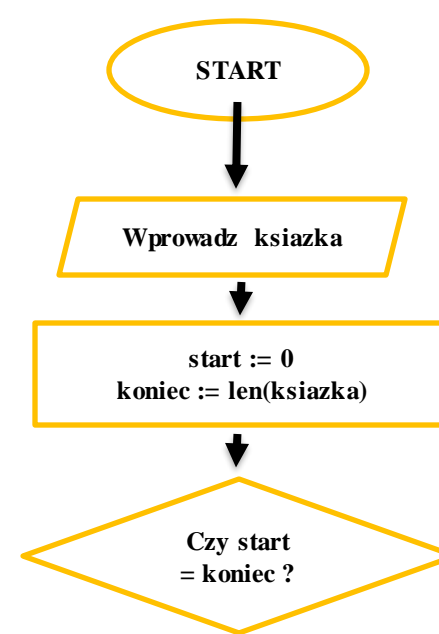 START
Wprowadz ksiazka
start := 0
koniec := len(ksiazka)
Czy start
= koniec ?